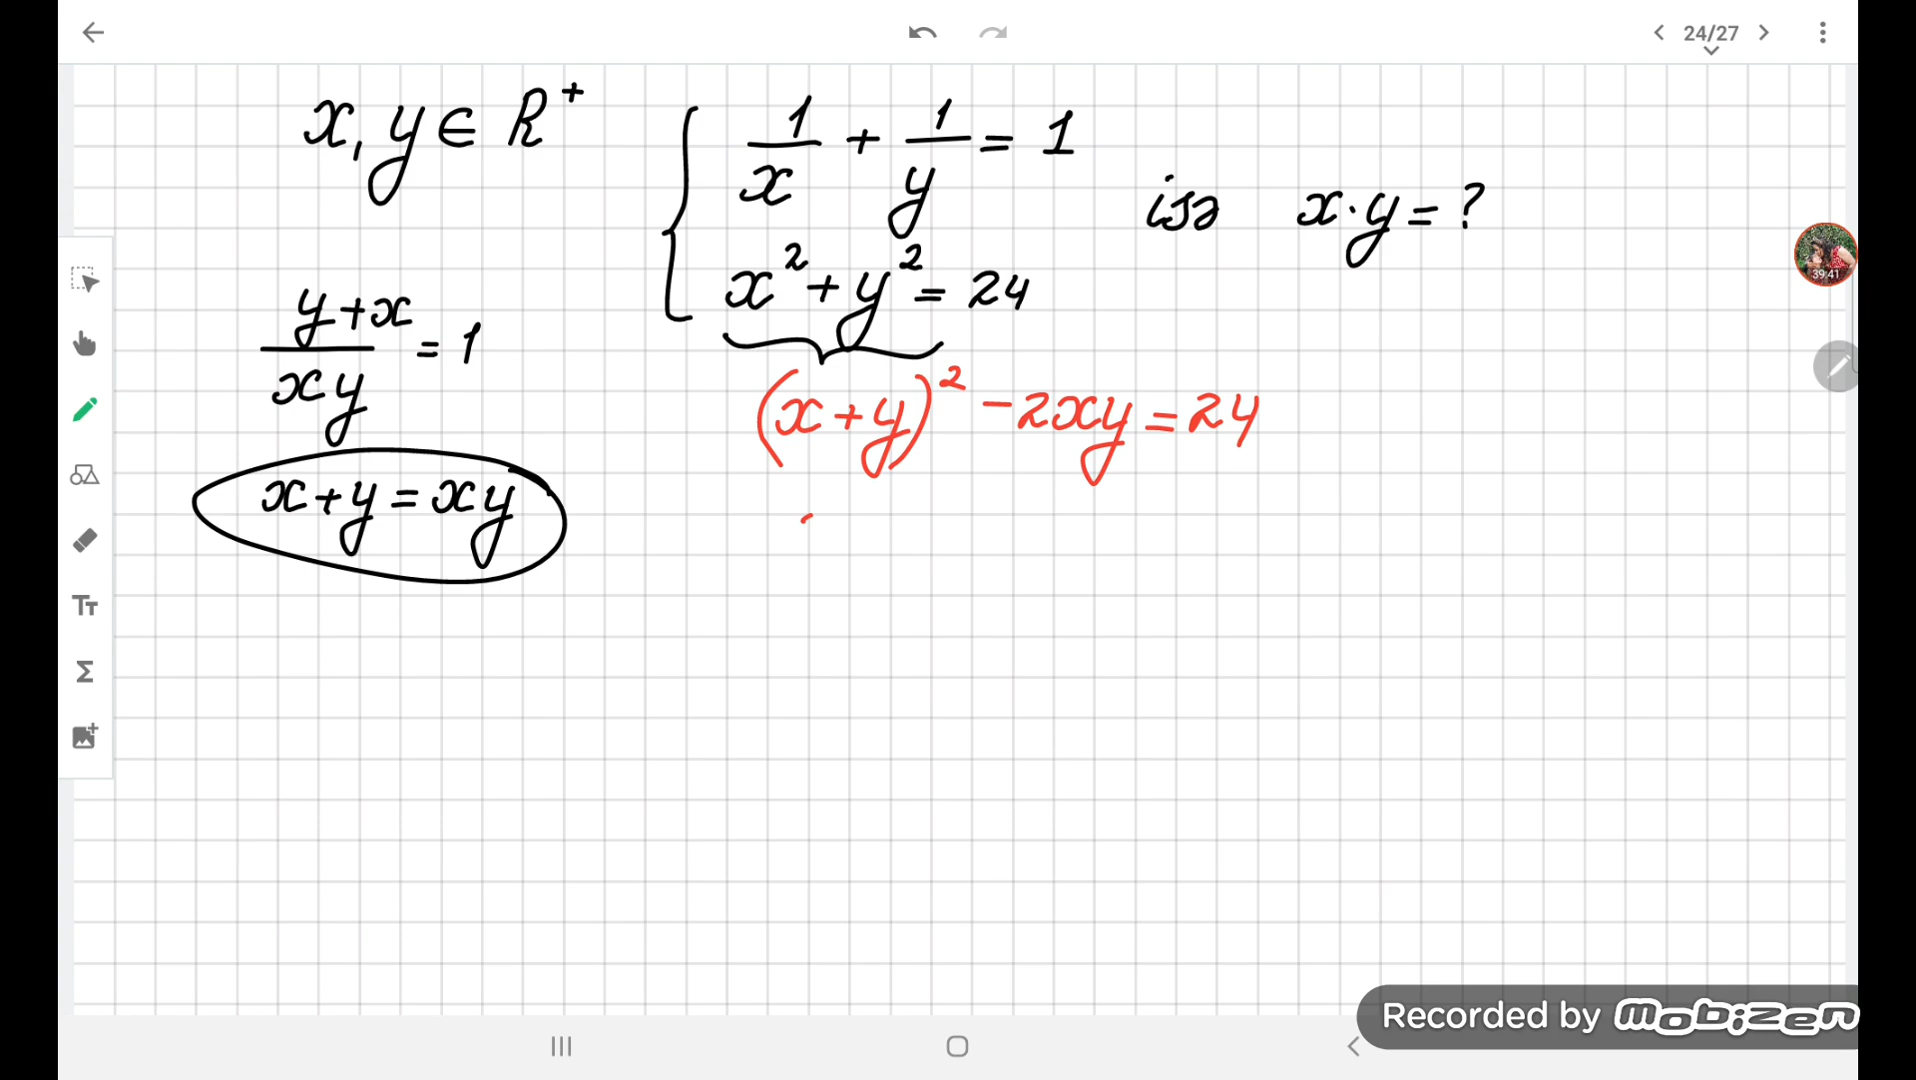 24/27
x, y ∈ R⁺
1/x + 1/y = 1
isə x·y = ?
x² + y² = 24
39:41
(y+x)/(xy) = 1
(x+y)² - 2xy = 24
x+y = xy
Tт
Σ
Recorded by mobizen